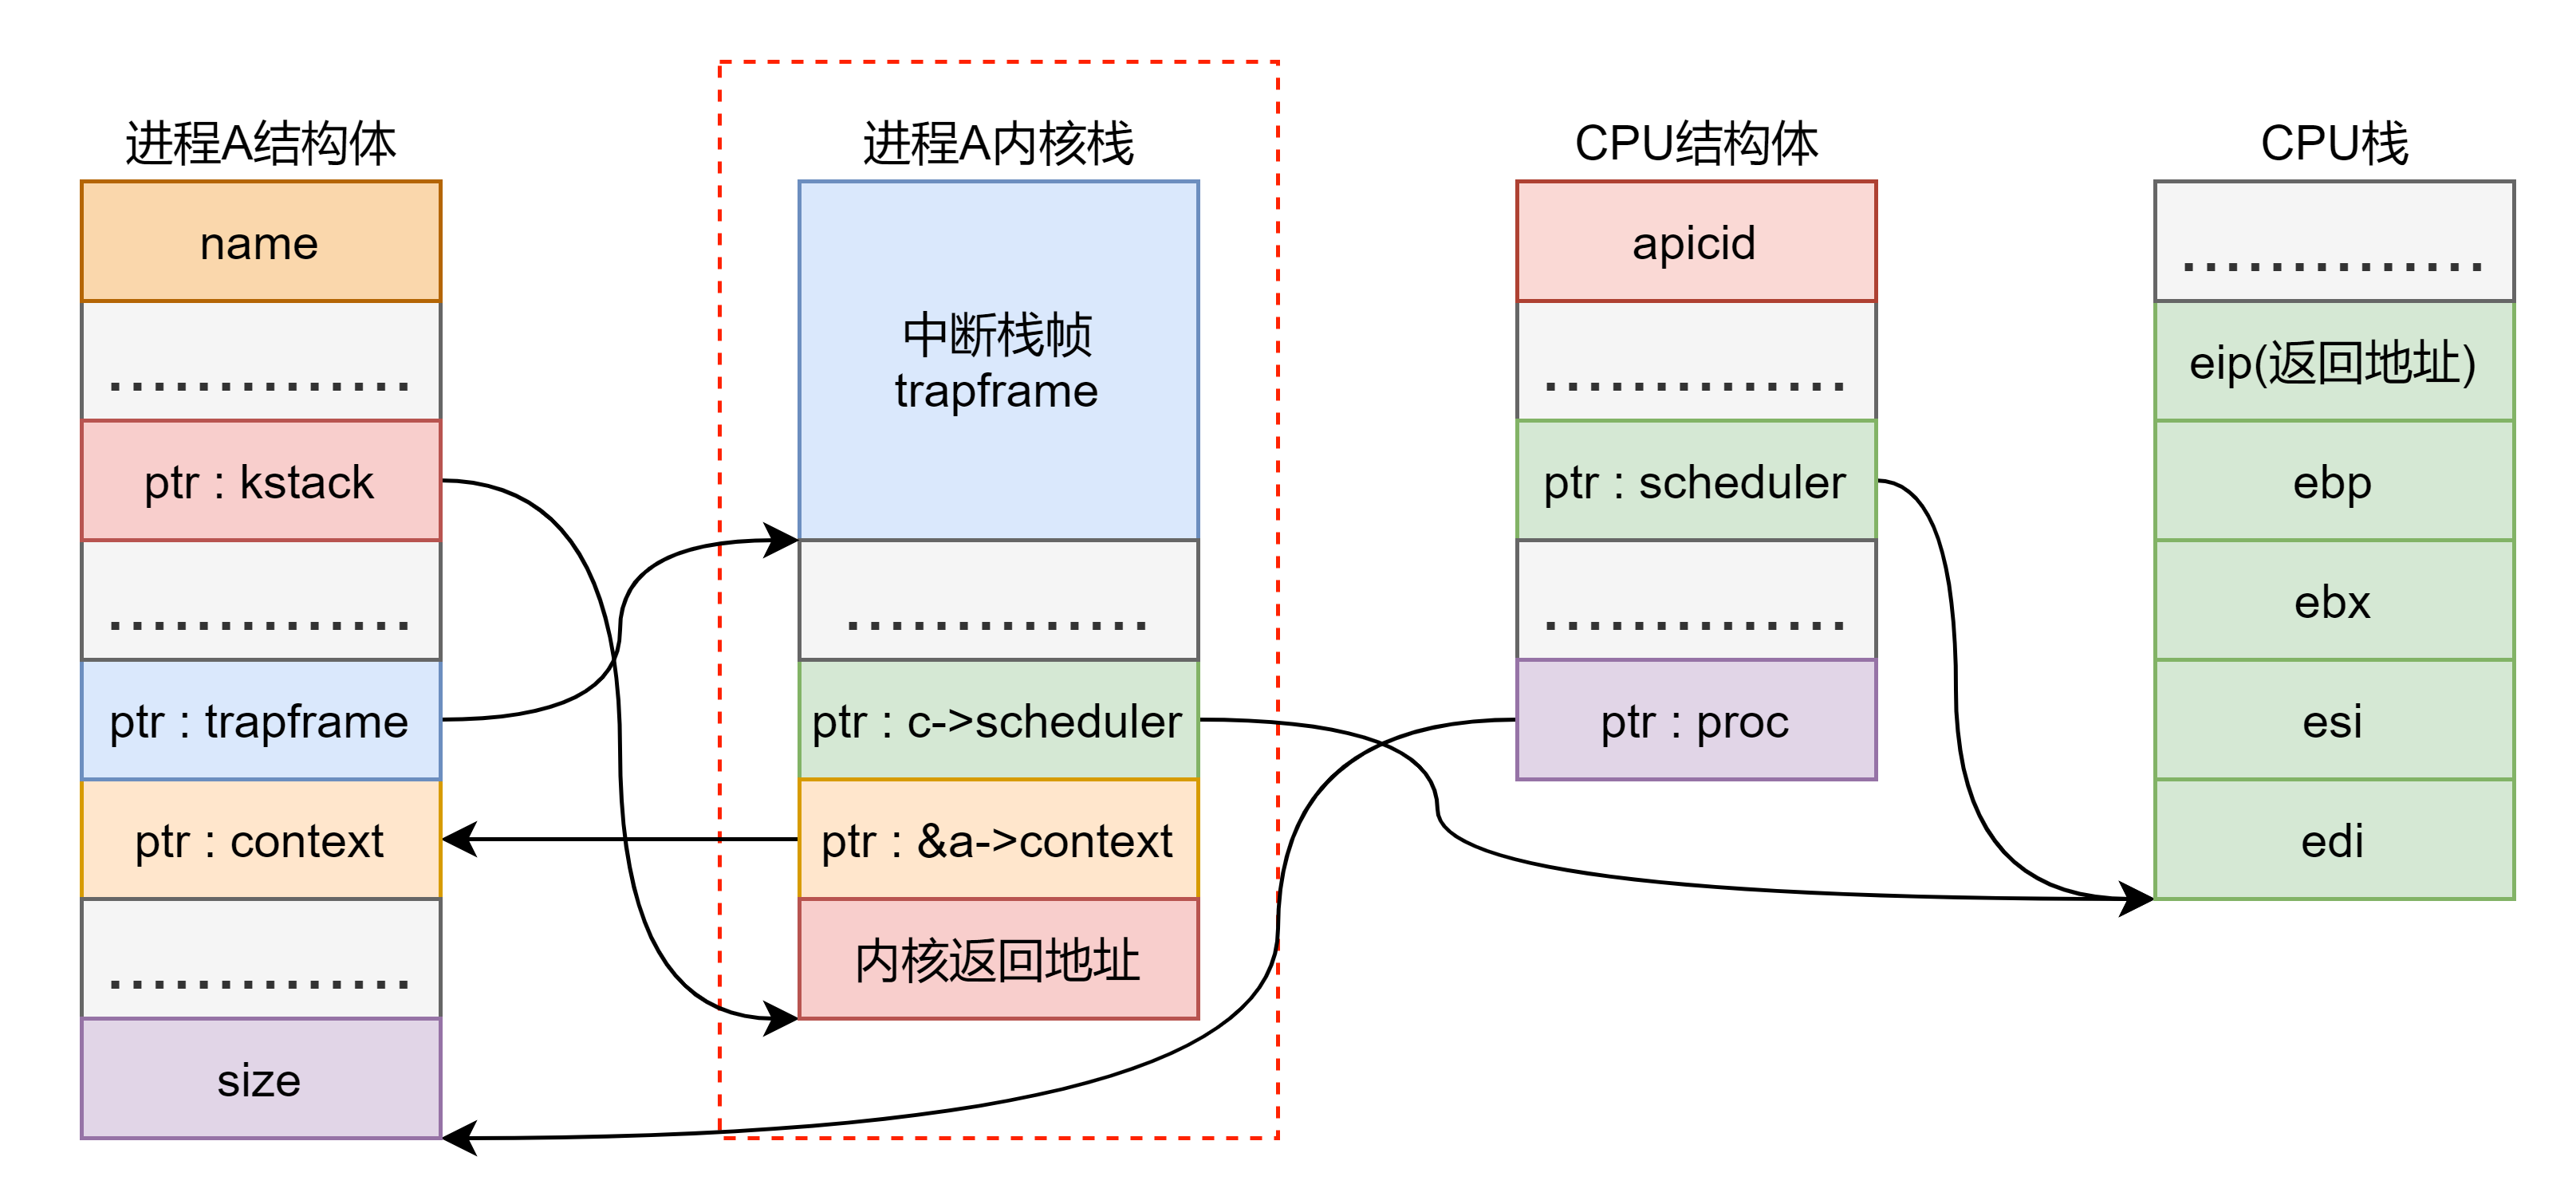 进程A结构体
name
..............
ptr : kstack
..............
ptr : trapframe
ptr : context
..............
size
进程A内核栈
中断栈帧
trapframe
..............
ptr : c->scheduler
ptr : &a->context
内核返回地址
CPU结构体
apicid
..............
ptr : scheduler
..............
ptr : proc
CPU栈
..............
eip(返回地址)
ebp
ebx
esi
edi